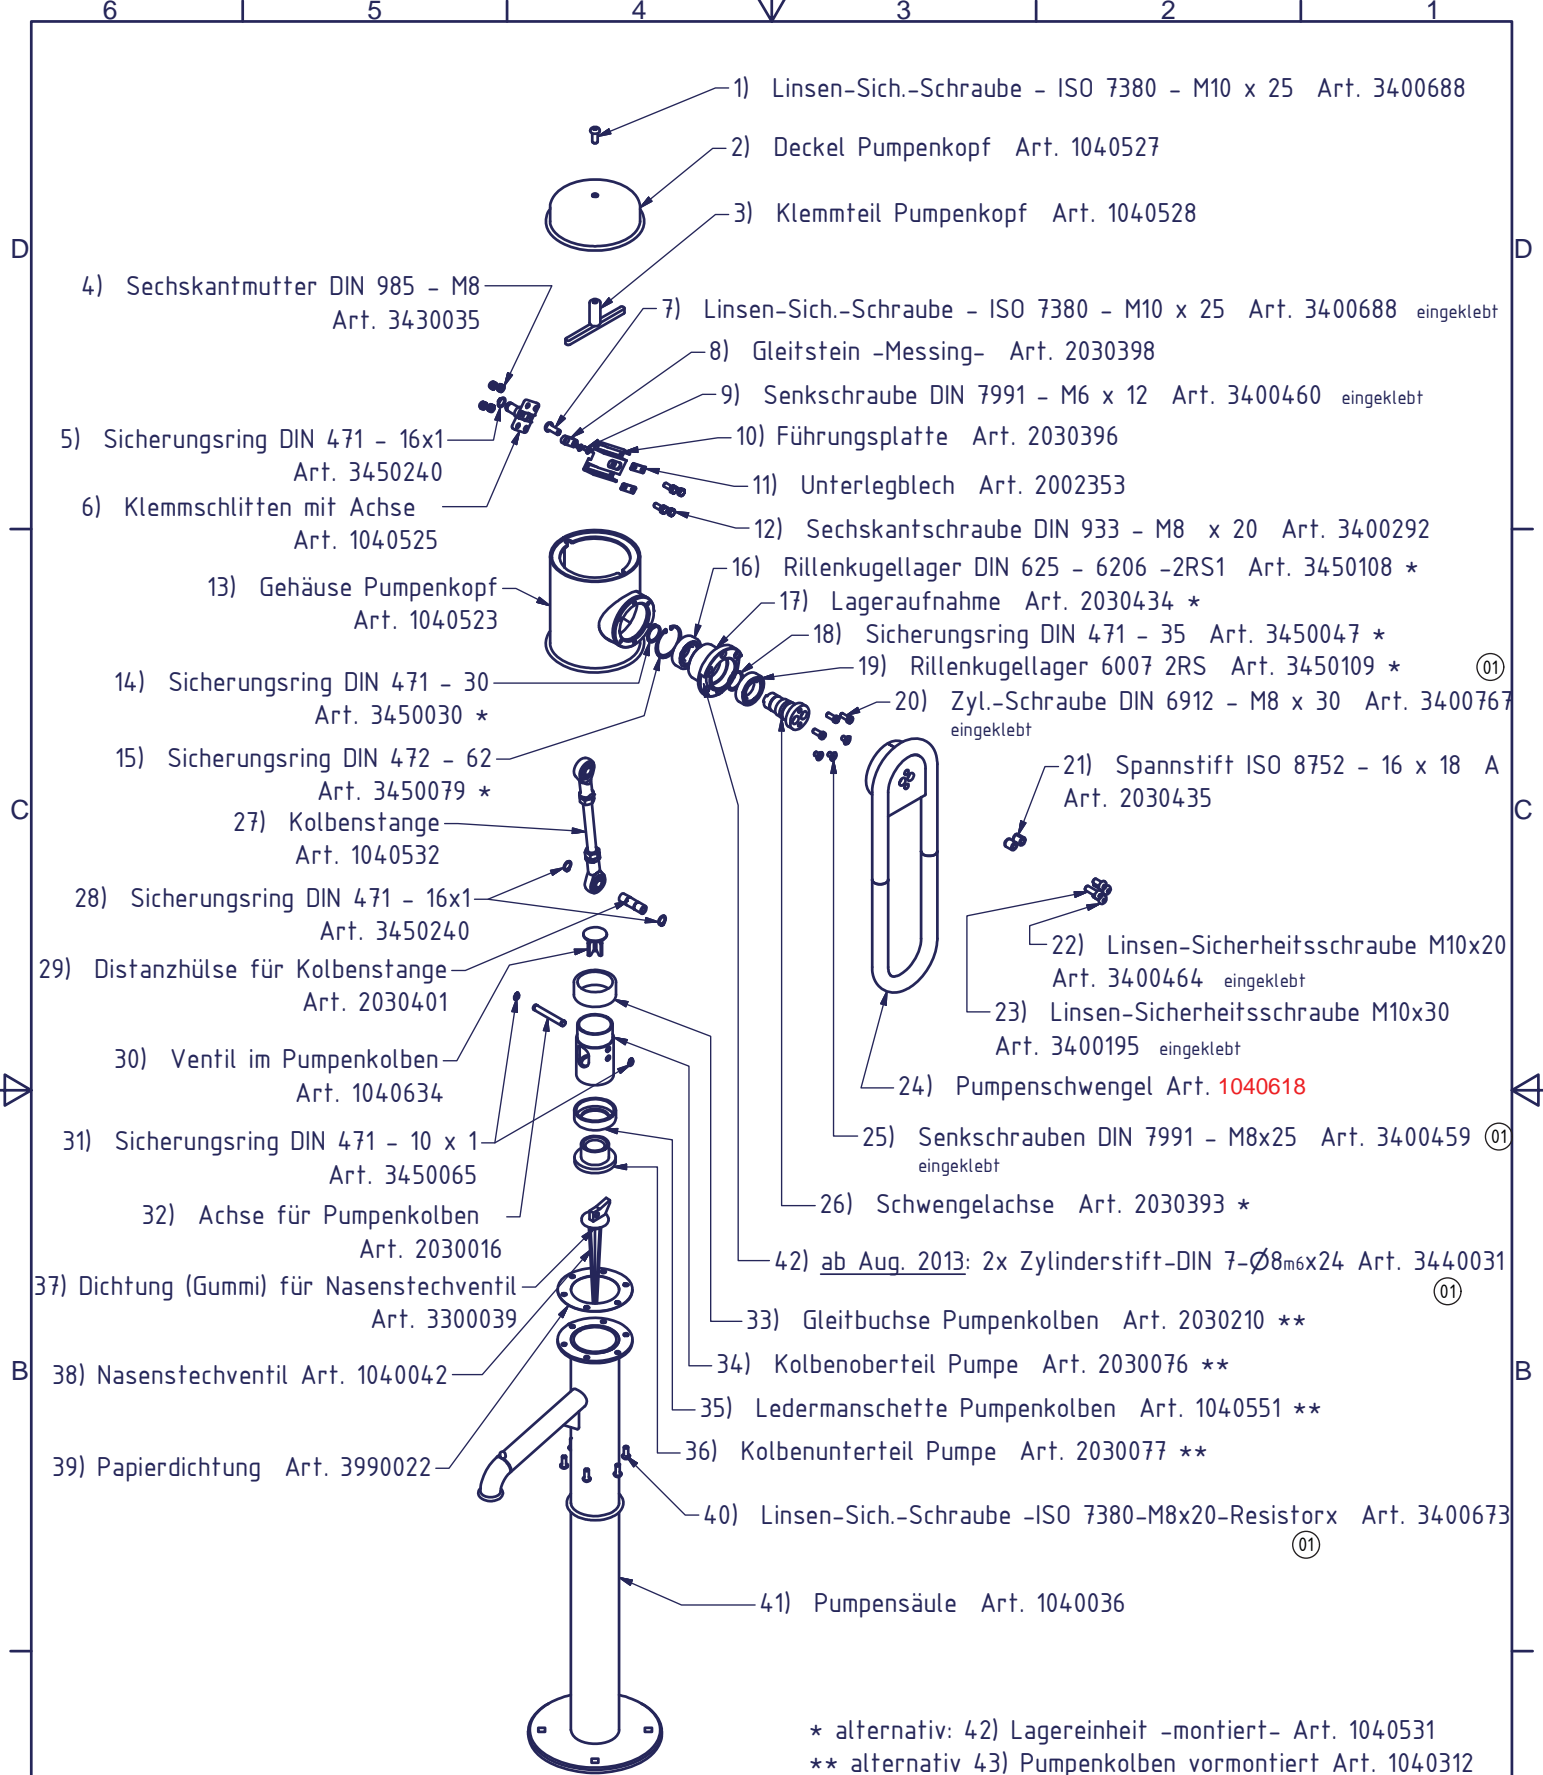 6 5 4 3 2 1
1) Linsen-Sich.-Schraube - ISO 7380 - M10 x 25 Art. 3400688
2) Deckel Pumpenkopf Art. 1040527
3) Klemmteil Pumpenkopf Art. 1040528
D D
4) Sechskantmutter DIN 985 - M8
Art. 3430035
7) Linsen-Sich.-Schraube - ISO 7380 - M10 x 25 Art. 3400688 eingeklebt
8) Gleitstein -Messing- Art. 2030398
9) Senkschraube DIN 7991 - M6 x 12 Art. 3400460 eingeklebt
10) Führungsplatte Art. 2030396
5) Sicherungsring DIN 471 - 16x1
Art. 3450240
11) Unterlegblech Art. 2002353
6) Klemmschlitten mit Achse
Art. 1040525
12) Sechskantschraube DIN 933 - M8 x 20 Art. 3400292
16) Rillenkugellager DIN 625 - 6206 -2RS1 Art. 3450108 *
13) Gehäuse Pumpenkopf
Art. 1040523
17) Lageraufnahme Art. 2030434 *
18) Sicherungsring DIN 471 - 35 Art. 3450047 *
19) Rillenkugellager 6007 2RS Art. 3450109 * 01
14) Sicherungsring DIN 471 - 30
Art. 3450030 *
20) Zyl.-Schraube DIN 6912 - M8 x 30 Art. 3400767
eingeklebt
15) Sicherungsring DIN 472 - 62
Art. 3450079 *
21) Spannstift ISO 8752 - 16 x 18 A
Art. 2030435
C C
27) Kolbenstange
Art. 1040532
28) Sicherungsring DIN 471 - 16x1
Art. 3450240
22) Linsen-Sicherheitsschraube M10x20
Art. 3400464 eingeklebt
29) Distanzhülse für Kolbenstange
Art. 2030401
23) Linsen-Sicherheitsschraube M10x30
Art. 3400195 eingeklebt
30) Ventil im Pumpenkolben
Art. 1040634
24) Pumpenschwengel Art. 1040618
31) Sicherungsring DIN 471 - 10 x 1
Art. 3450065
25) Senkschrauben DIN 7991 - M8x25 Art. 3400459 01
eingeklebt
26) Schwengelachse Art. 2030393 *
32) Achse für Pumpenkolben
Art. 2030016
42) ab Aug. 2013: 2x Zylinderstift-DIN 7-Ø8m6x24 Art. 3440031
01
37) Dichtung (Gummi) für Nasenstechventil
Art. 3300039
33) Gleitbuchse Pumpenkolben Art. 2030210 **
34) Kolbenoberteil Pumpe Art. 2030076 **
B B
38) Nasenstechventil Art. 1040042
35) Ledermanschette Pumpenkolben Art. 1040551 **
36) Kolbenunterteil Pumpe Art. 2030077 **
39) Papierdichtung Art. 3990022
40) Linsen-Sich.-Schraube -ISO 7380-M8x20-Resistorx Art. 3400673
01
41) Pumpensäule Art. 1040036
* alternativ: 42) Lagereinheit -montiert- Art. 1040531
** alternativ 43) Pumpenkolben vormontiert Art. 1040312